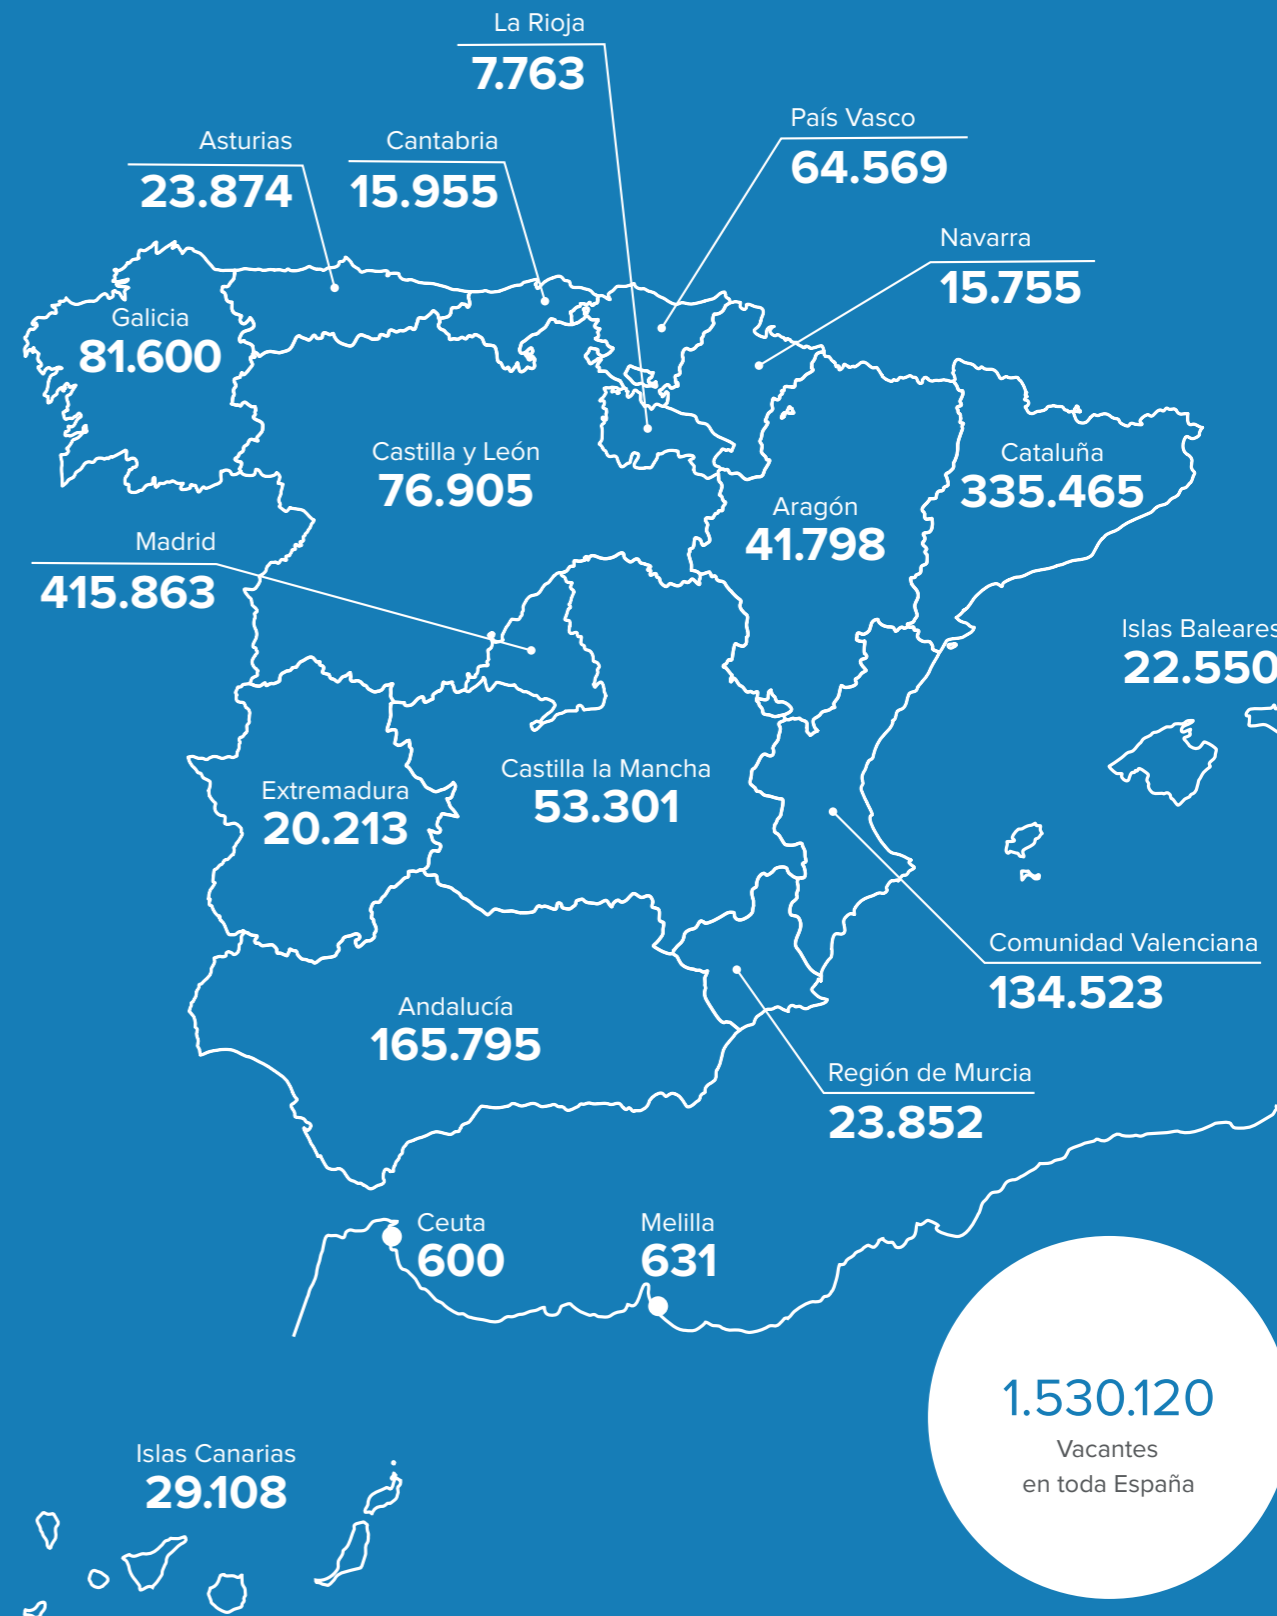 La Rioja
7.763
País Vasco
64.569
Asturias
23.874
Cantabria
15.955
Navarra
15.755
Galicia
81.600
Castilla y León
76.905
Cataluña
335.465
Aragón
41.798
Madrid
415.863
Islas Baleares
22.550
Castilla la Mancha
53.301
Extremadura
20.213
Comunidad Valenciana
134.523
Andalucía
165.795
Región de Murcia
23.852
Ceuta
600
Melilla
631
1.530.120
Vacantes
en toda España
Islas Canarias
29.108